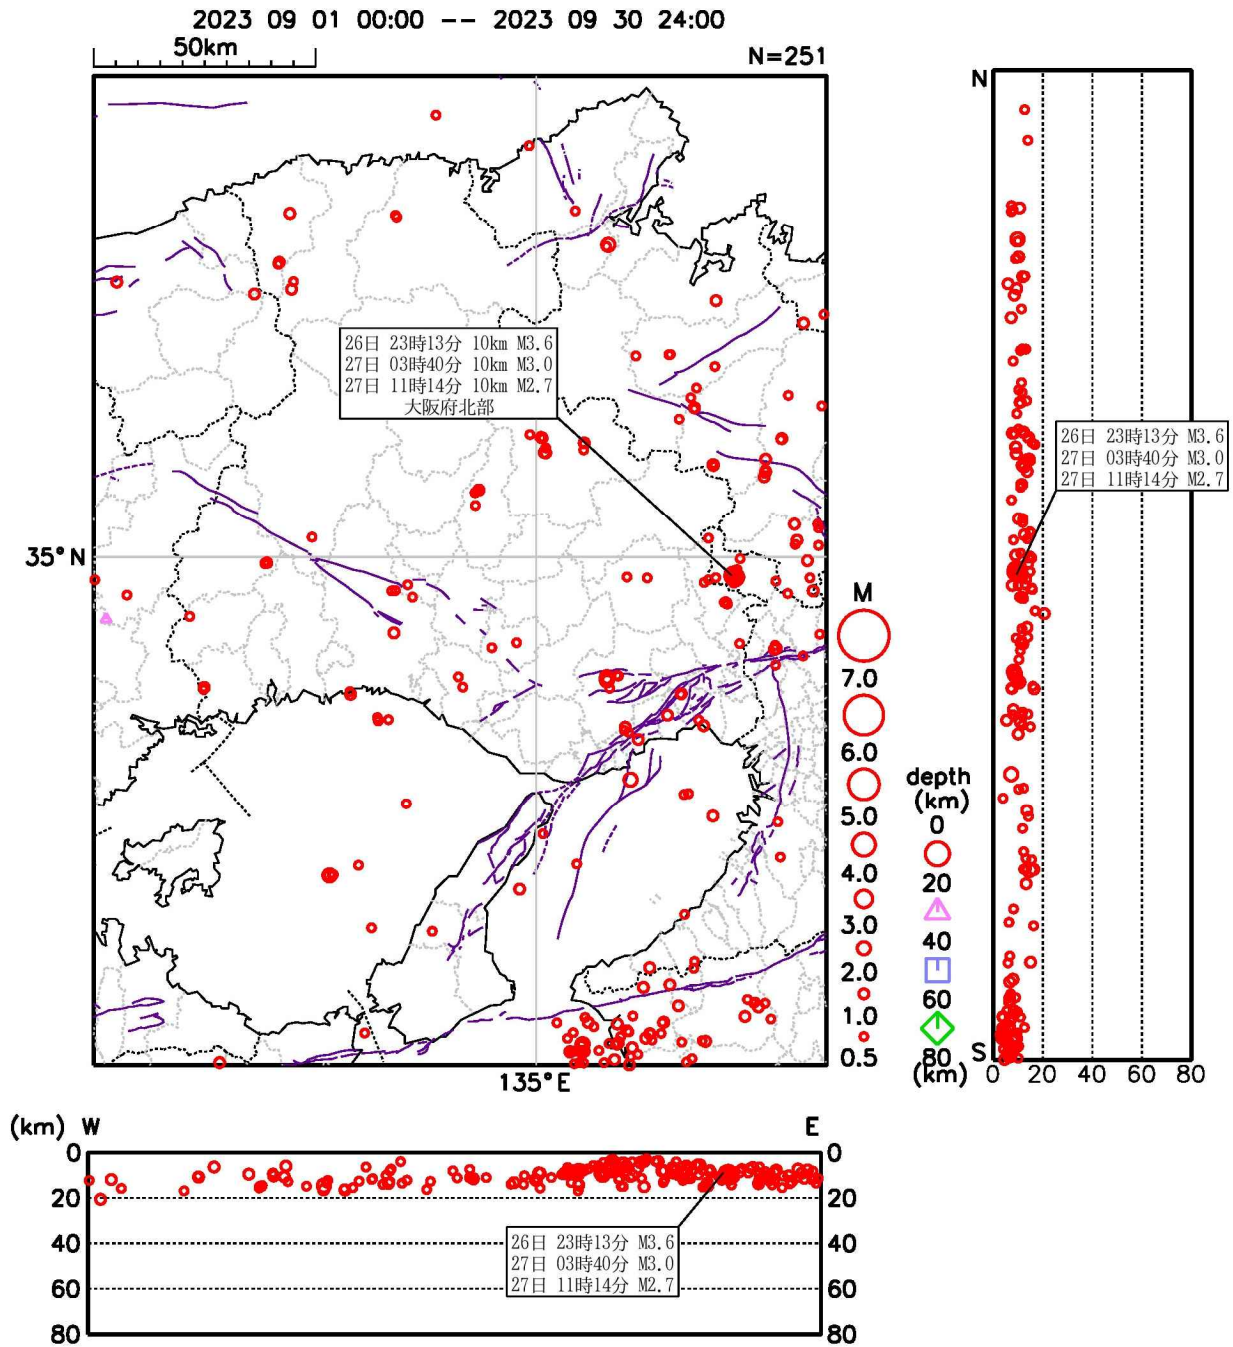 2023 09 01 00:00 -- 2023 09 30 24:00
50km
N=251
26日 23時13分 10km M3.6
27日 03時40分 10km M3.0
27日 11時14分 10km M2.7
大阪府北部
35°N
135°E
M
7.0
6.0
5.0
4.0
3.0
2.0
1.0
0.5
depth
(km)
0
20
40
60
80
(km)
N
26日 23時13分 M3.6
27日 03時40分 M3.0
27日 11時14分 M2.7
S
0 20 40 60 80
(km) W E
0 0
20 20
40 40
60 60
80 80
26日 23時13分 M3.6
27日 03時40分 M3.0
27日 11時14分 M2.7